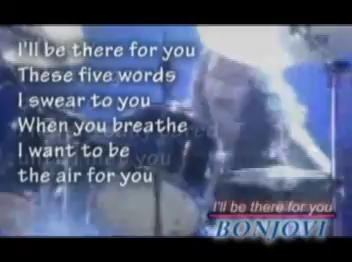 I'll be there for you
These five words
I swear to you
When you breathe
I want to be
the air for you
I'll be there for you
BONJOVI